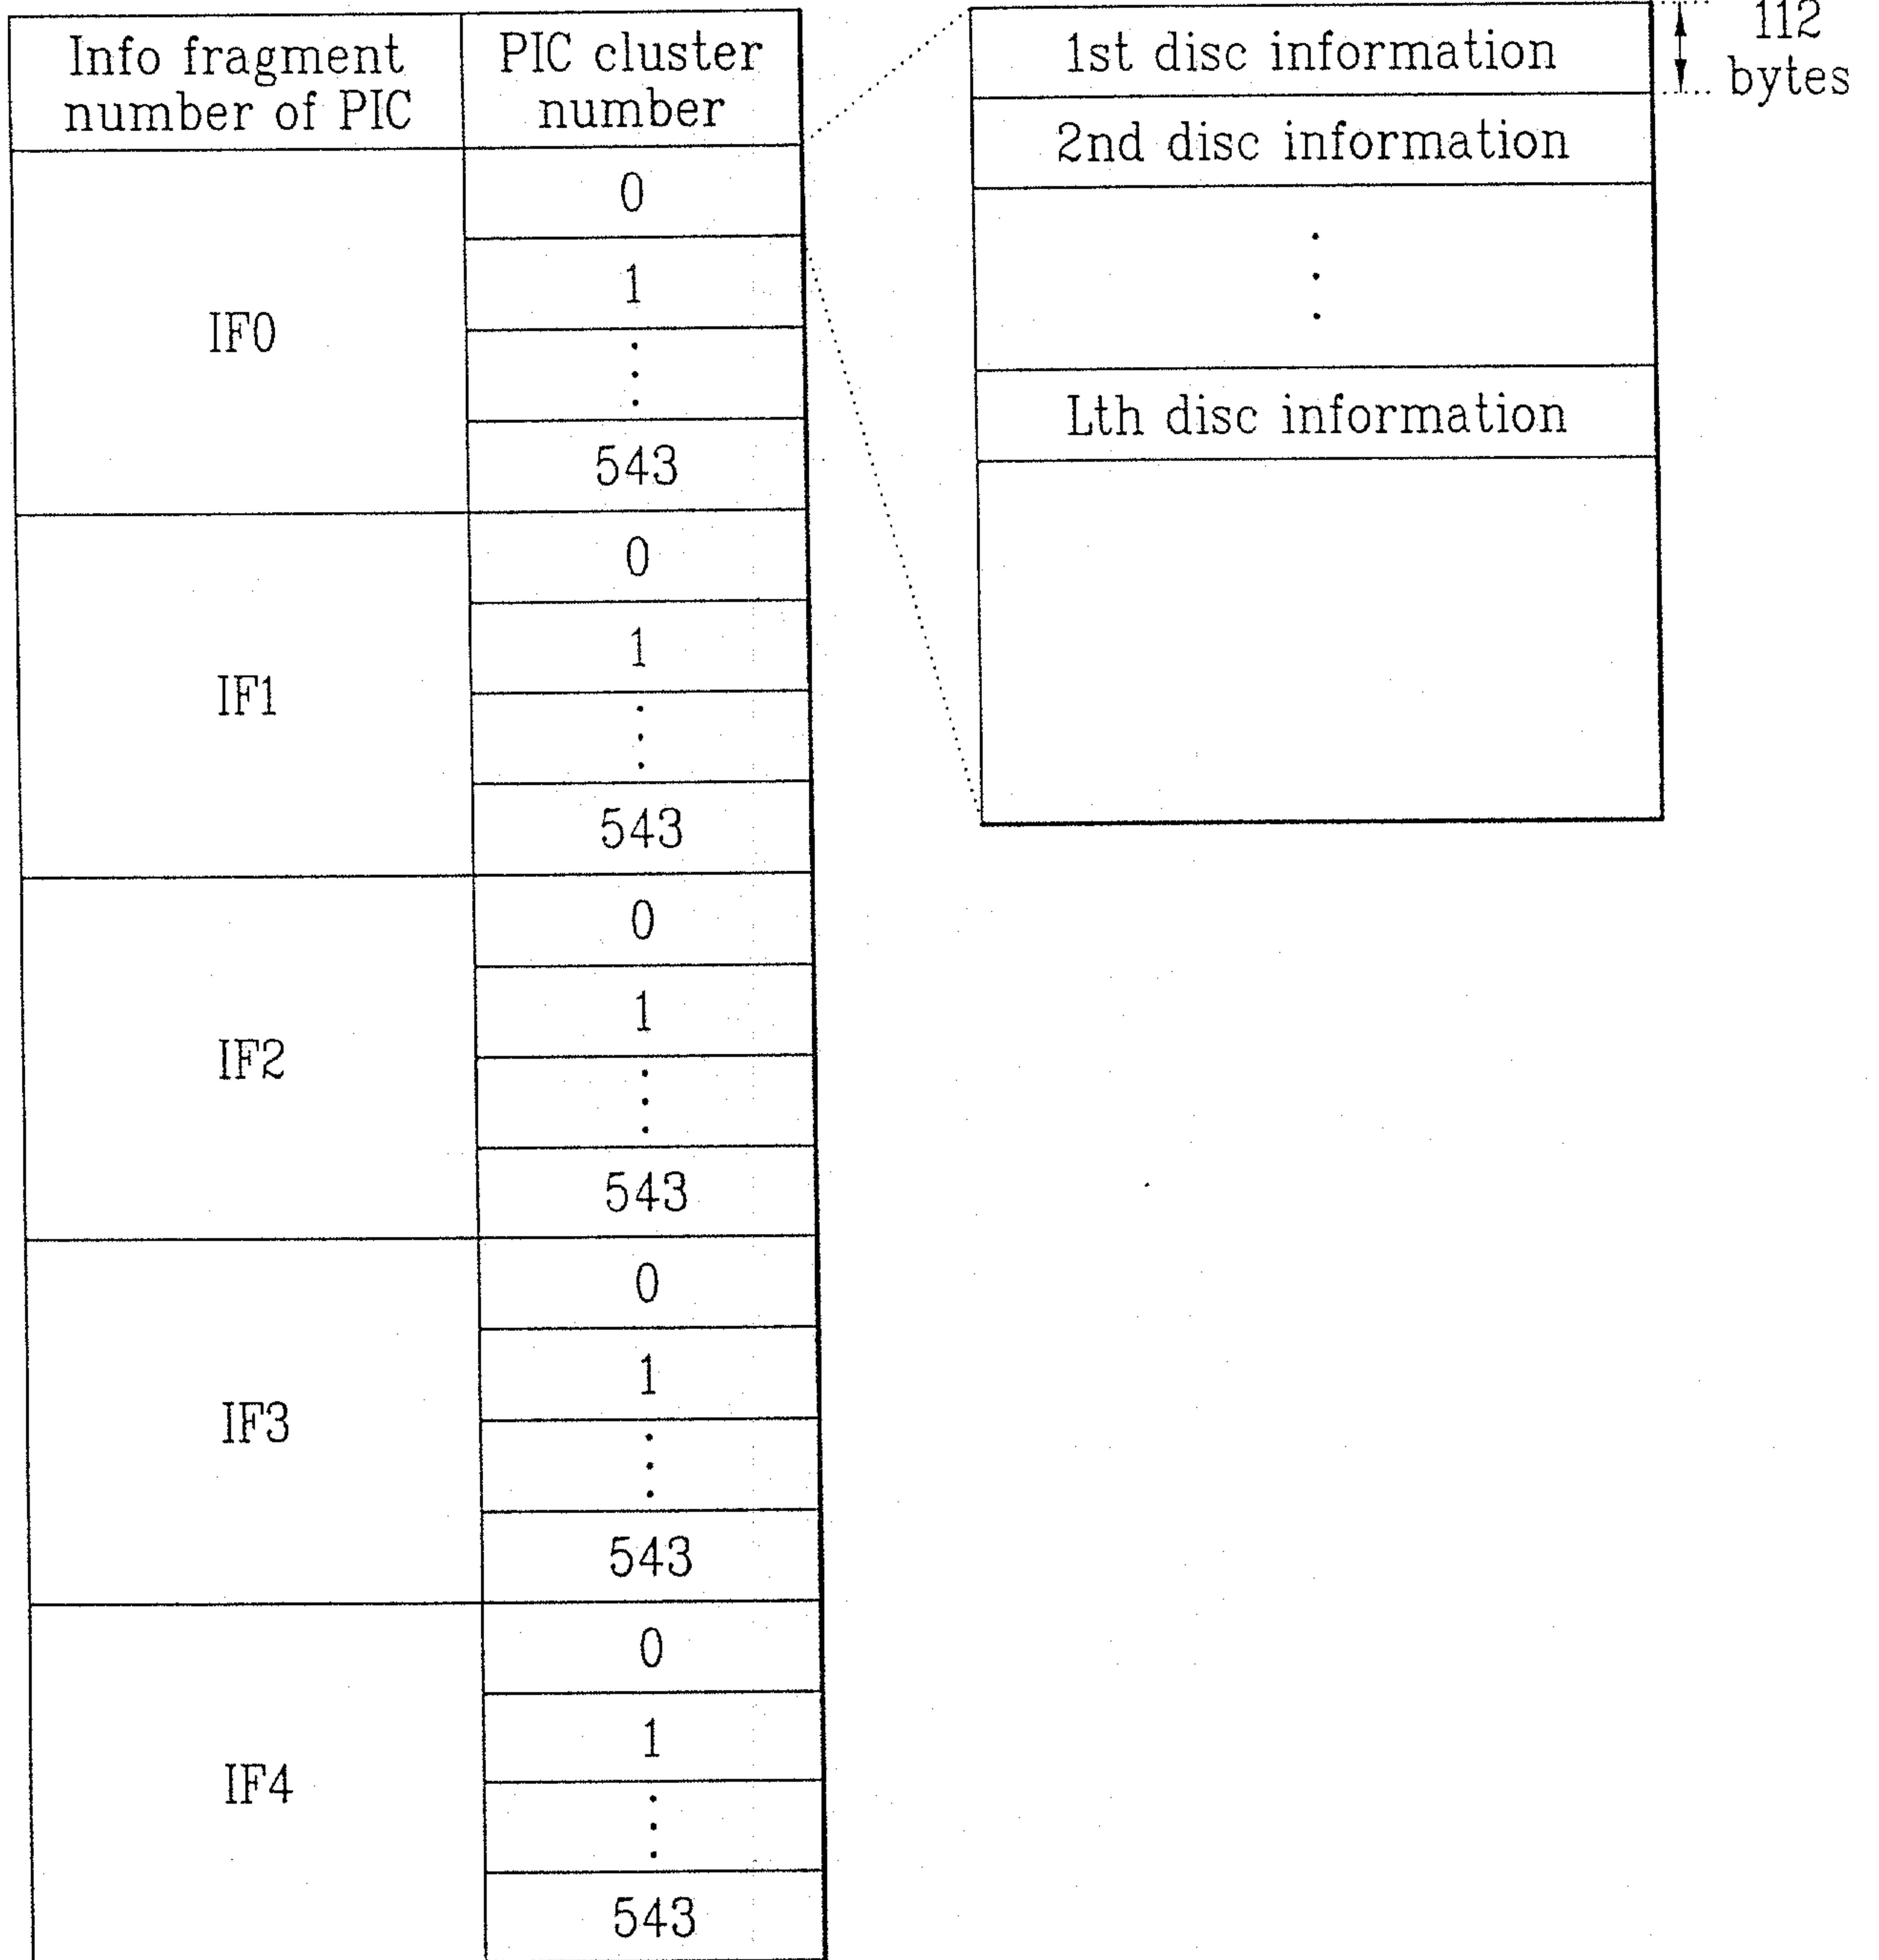 Info fragment
number of PIC
PIC cluster
number
IF0
0
1
543
IF1
0
1
543
IF2
0
1
543
IF3
0
1
543
IF4
0
1
543
1st disc information
2nd disc information
Lth disc information
112
bytes